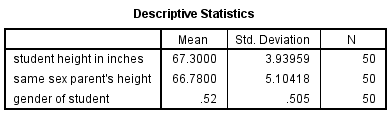 Descriptive Statistics
Mean Std. Deviation N
student height in inches 67.3000 3.93959 50
same sex parent's height 66.7800 5.10418 50
gender of student .52 .505 50